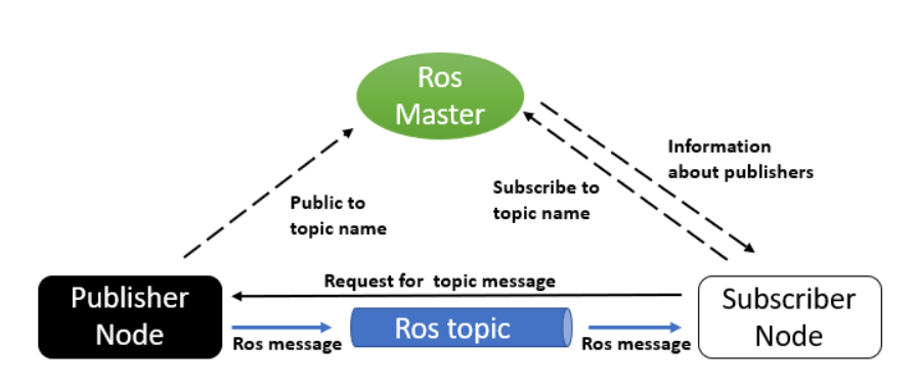 Ros
Master
Information
about publishers
Subscribe to
topic name
Public to
topic name
Request for topic message
Publisher
Node
Ros topic
Subscriber
Node
Ros message
Ros message